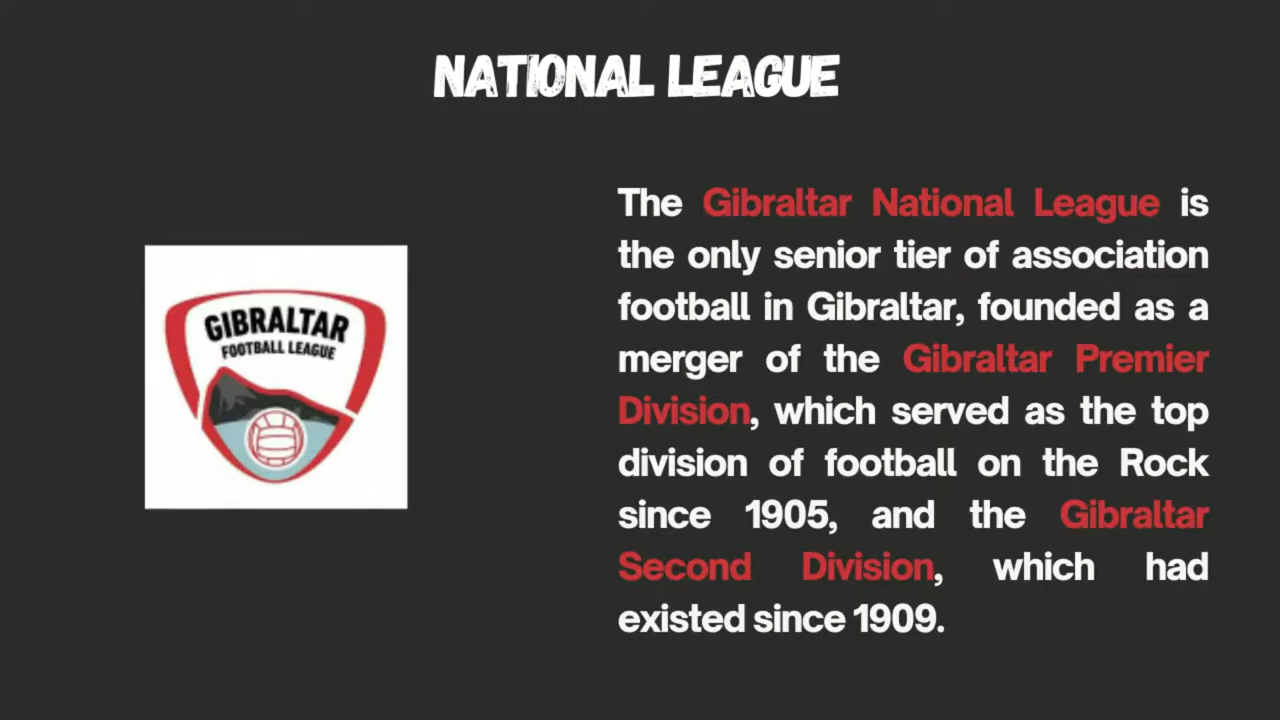 NATIONAL LEAGUE
GIBRALTAR
FOOTBALL LEAGUE
The Gibraltar National League is
the only senior tier of association
football in Gibraltar, founded as a
merger of the Gibraltar Premier
Division, which served as the top
division of football on the Rock
since 1905, and the Gibraltar
Second Division, which had
existed since 1909.